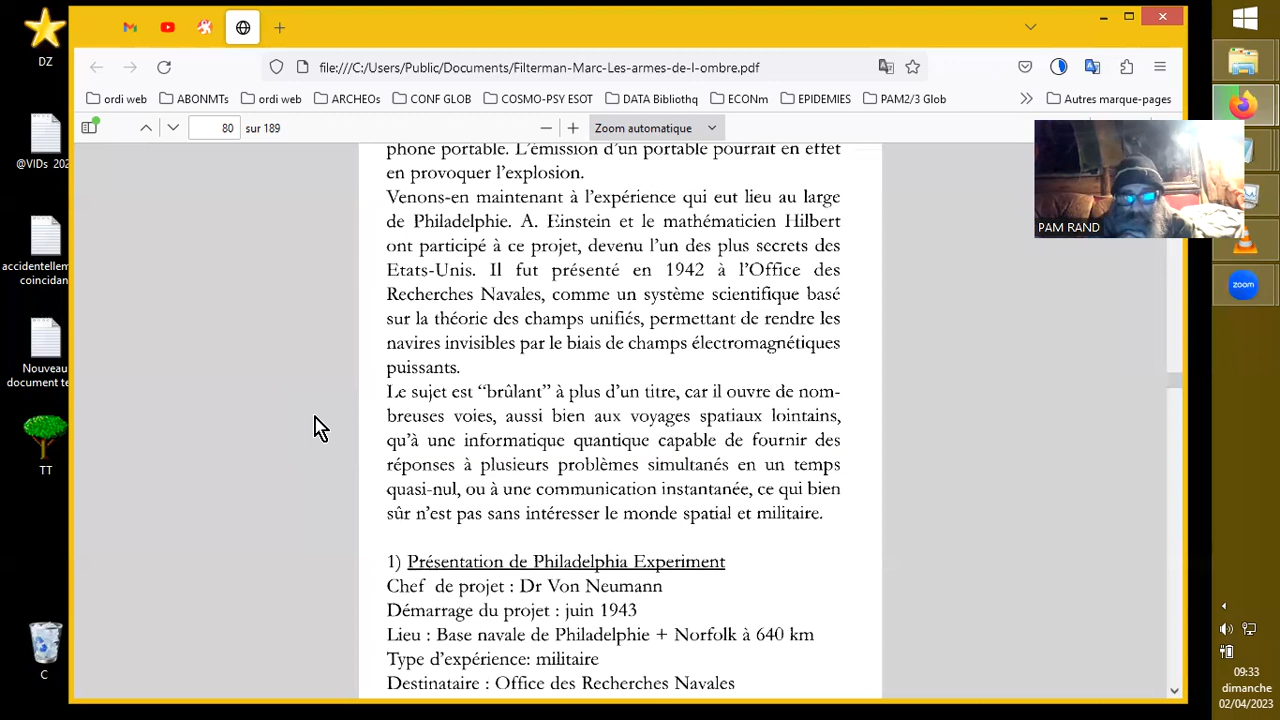 DZ
@VIDs 202
accidentellem
coincidan
Nouveau
document te
TT
C
file:///C:/Users/Public/Documents/Filterman-Marc-Les-armes-de-l-ombre.pdf
ordi web
ABONMTs
ordi web
ARCHEOs
CONF GLOB
COSMO-PSY ESOT
DATA Bibliothq
ECONm
EPIDEMIES
PAM2/3 Glob
Autres marque-pages
80 sur 189
Zoom automatique
phone portable. L’émission d’un portable pourrait en effet
en provoquer l’explosion.
Venons-en maintenant à l’expérience qui eut lieu au large
de Philadelphie. A. Einstein et le mathématicien Hilbert
ont participé à ce projet, devenu l’un des plus secrets des
Etats-Unis. Il fut présenté en 1942 à l’Office des
Recherches Navales, comme un système scientifique basé
sur la théorie des champs unifiés, permettant de rendre les
navires invisibles par le biais de champs électromagnétiques
puissants.
Le sujet est “brûlant” à plus d’un titre, car il ouvre de nom-
breuses voies, aussi bien aux voyages spatiaux lointains,
qu’à une informatique quantique capable de fournir des
réponses à plusieurs problèmes simultanés en un temps
quasi-nul, ou à une communication instantanée, ce qui bien
sûr n’est pas sans intéresser le monde spatial et militaire.
1) Présentation de Philadelphia Experiment
Chef de projet : Dr Von Neumann
Démarrage du projet : juin 1943
Lieu : Base navale de Philadelphie + Norfolk à 640 km
Type d’expérience: militaire
Destinataire : Office des Recherches Navales
PAM RAND
zoom
09:33
dimanche
02/04/2023